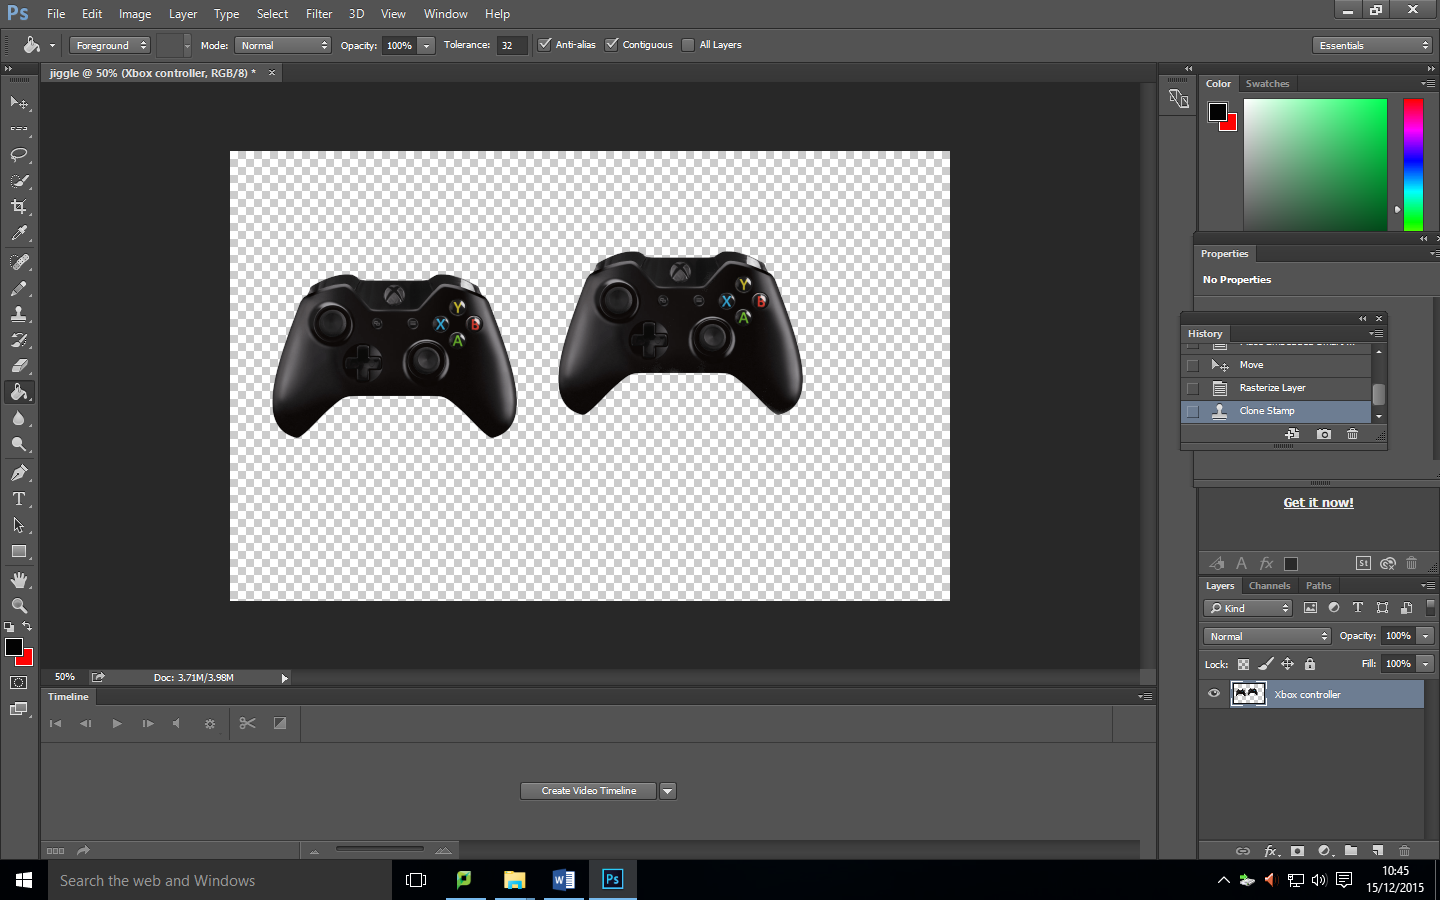 Ps File Edit Image Layer Type Select Filter 3D View Window Help
Foreground Mode: Normal Opacity: 100% Tolerance: 32 Anti-alias Contiguous All Layers Essentials
jiggle @ 50% (Xbox controller, RGB/8) * ×
Color Swatches
Properties
No Properties
History
Move
Rasterize Layer
Clone Stamp
Get it now!
Y
X B
A
Y
X B
A
T
A fx St
Layers Channels Paths
Kind T
Normal Opacity: 100%
Lock: Fill: 100%
Xbox controller
50% Doc: 3.71M/3.98M
Timeline
Create Video Timeline
fx
Search the web and Windows
W
Ps
10:45
15/12/2015